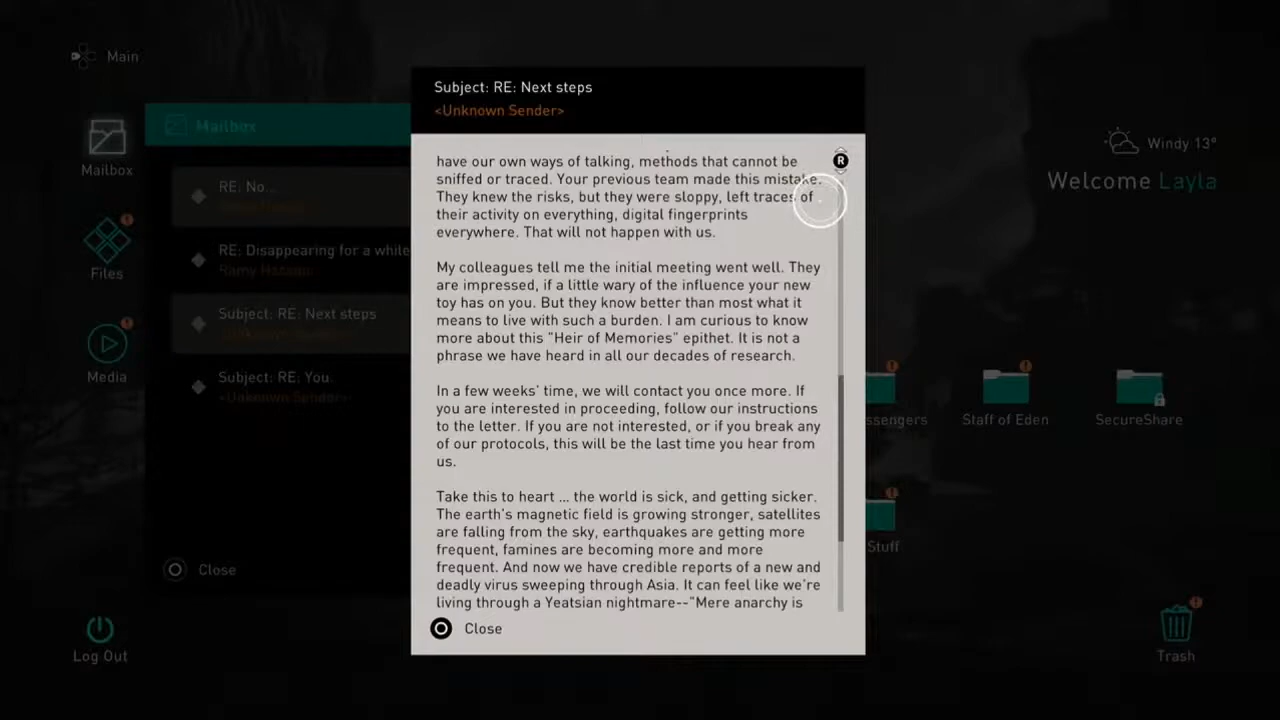 Main
Subject: RE: Next steps
<Unknown Sender>
Mailbox
Mailbox
Windy 13°
Welcome Layla
RE: No...
RE: Disappearing for a while
Ramy Hassan
Files
Subject: RE: Next steps
Subject: RE: You.
<Unknown Sender>
Media
have our own ways of talking, methods that cannot be
sniffed or traced. Your previous team made this mistake.
They knew the risks, but they were sloppy, left traces of
their activity on everything, digital fingerprints
everywhere. That will not happen with us.
My colleagues tell me the initial meeting went well. They
are impressed, if a little wary of the influence your new
toy has on you. But they know better than most what it
means to live with such a burden. I am curious to know
more about this "Heir of Memories" epithet. It is not a
phrase we have heard in all our decades of research.
In a few weeks' time, we will contact you once more. If
you are interested in proceeding, follow our instructions
to the letter. If you are not interested, or if you break any
of our protocols, this will be the last time you hear from
us.
Take this to heart ... the world is sick, and getting sicker.
The earth's magnetic field is growing stronger, satellites
are falling from the sky, earthquakes are getting more
frequent, famines are becoming more and more
frequent. And now we have credible reports of a new and
deadly virus sweeping through Asia. It can feel like we're
living through a Yeatsian nightmare--"Mere anarchy is
R
Close
ssengers
Staff of Eden
SecureShare
Stuff
Close
Log Out
Trash